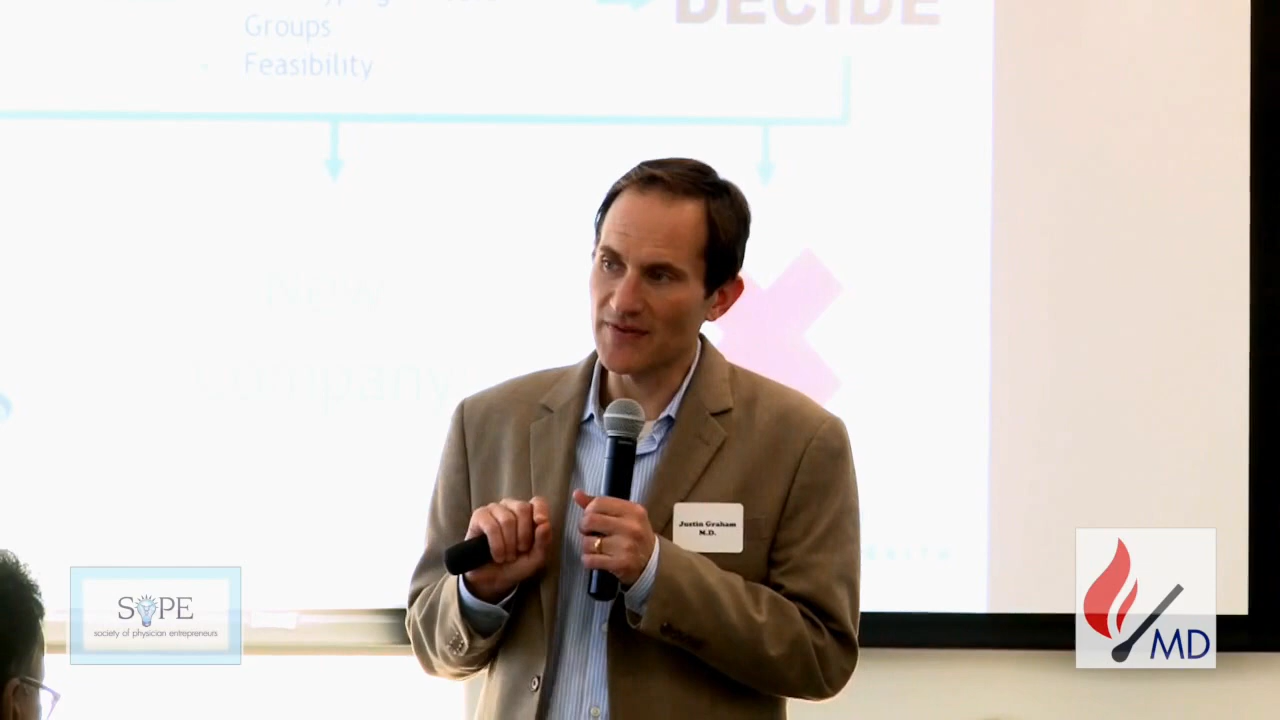 DECIDE
Groups
Feasibility
New
Company
Justin Graham
M.D.
SOPE
society of physician entrepreneurs
MD